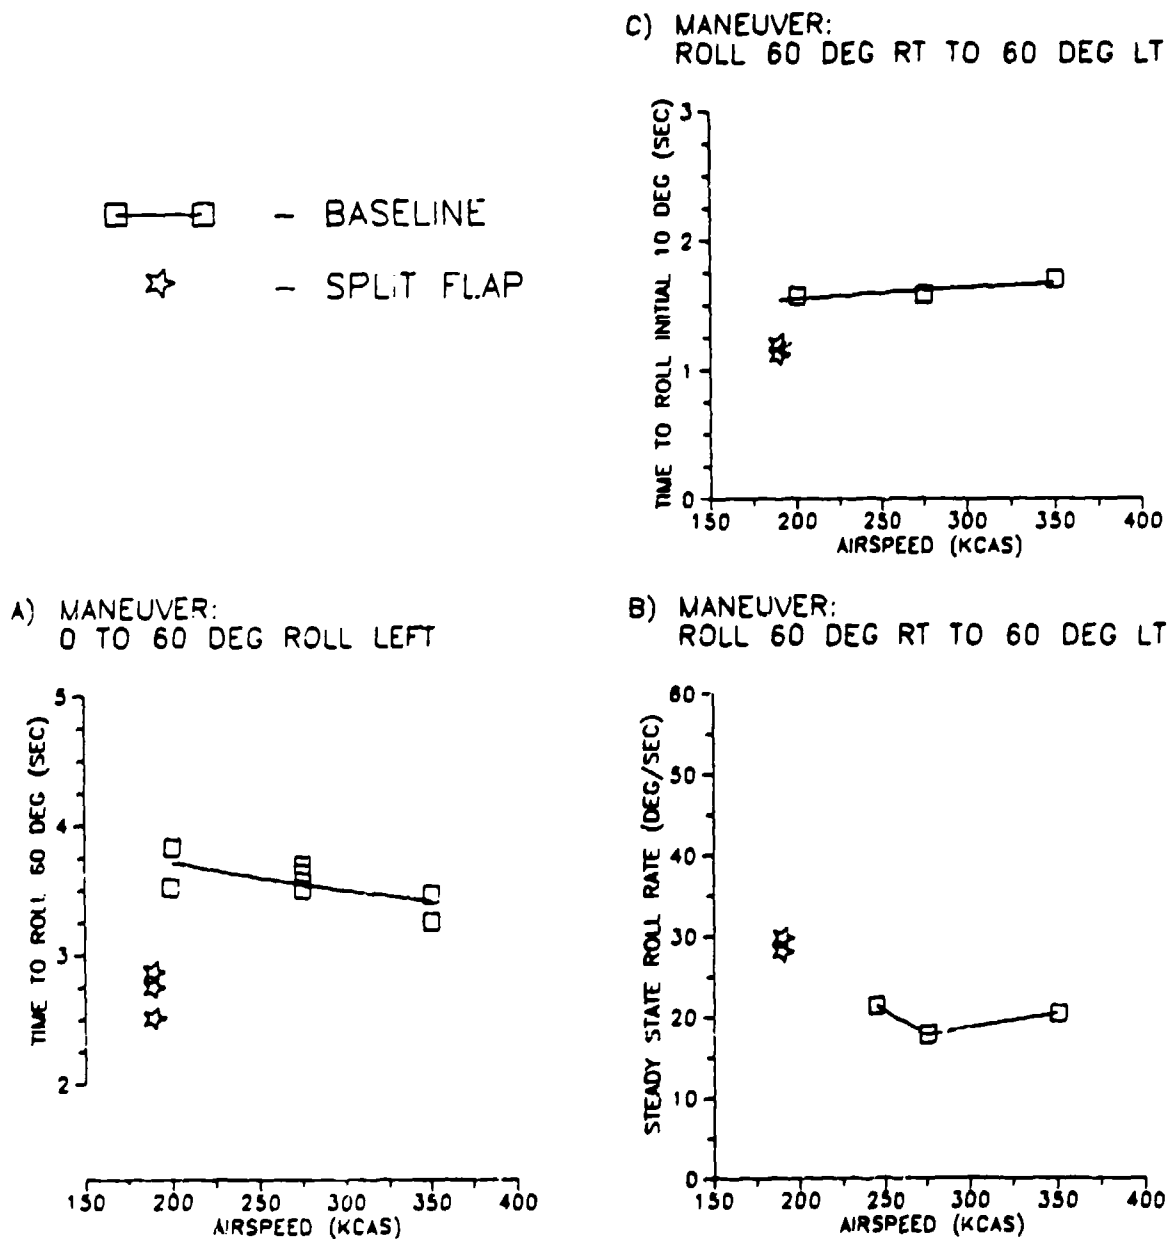 C) MANEUVER:
ROLL 60 DEG RT TO 60 DEG LT
— BASELINE
— SPLIT FLAP
TIME TO ROLL INITIAL 10 DEG (SEC)
3
2
1
0
150 200 250 300 350 400
AIRSPEED (KCAS)
A) MANEUVER:
0 TO 60 DEG ROLL LEFT
TIME TO ROLL 60 DEG (SEC)
5
4
3
2
150 200 250 300 350 400
AIRSPEED (KCAS)
B) MANEUVER:
ROLL 60 DEG RT TO 60 DEG LT
STEADY STATE ROLL RATE (DEG/SEC)
60
50
40
30
20
10
0
150 200 250 300 350 400
AIRSPEED (KCAS)